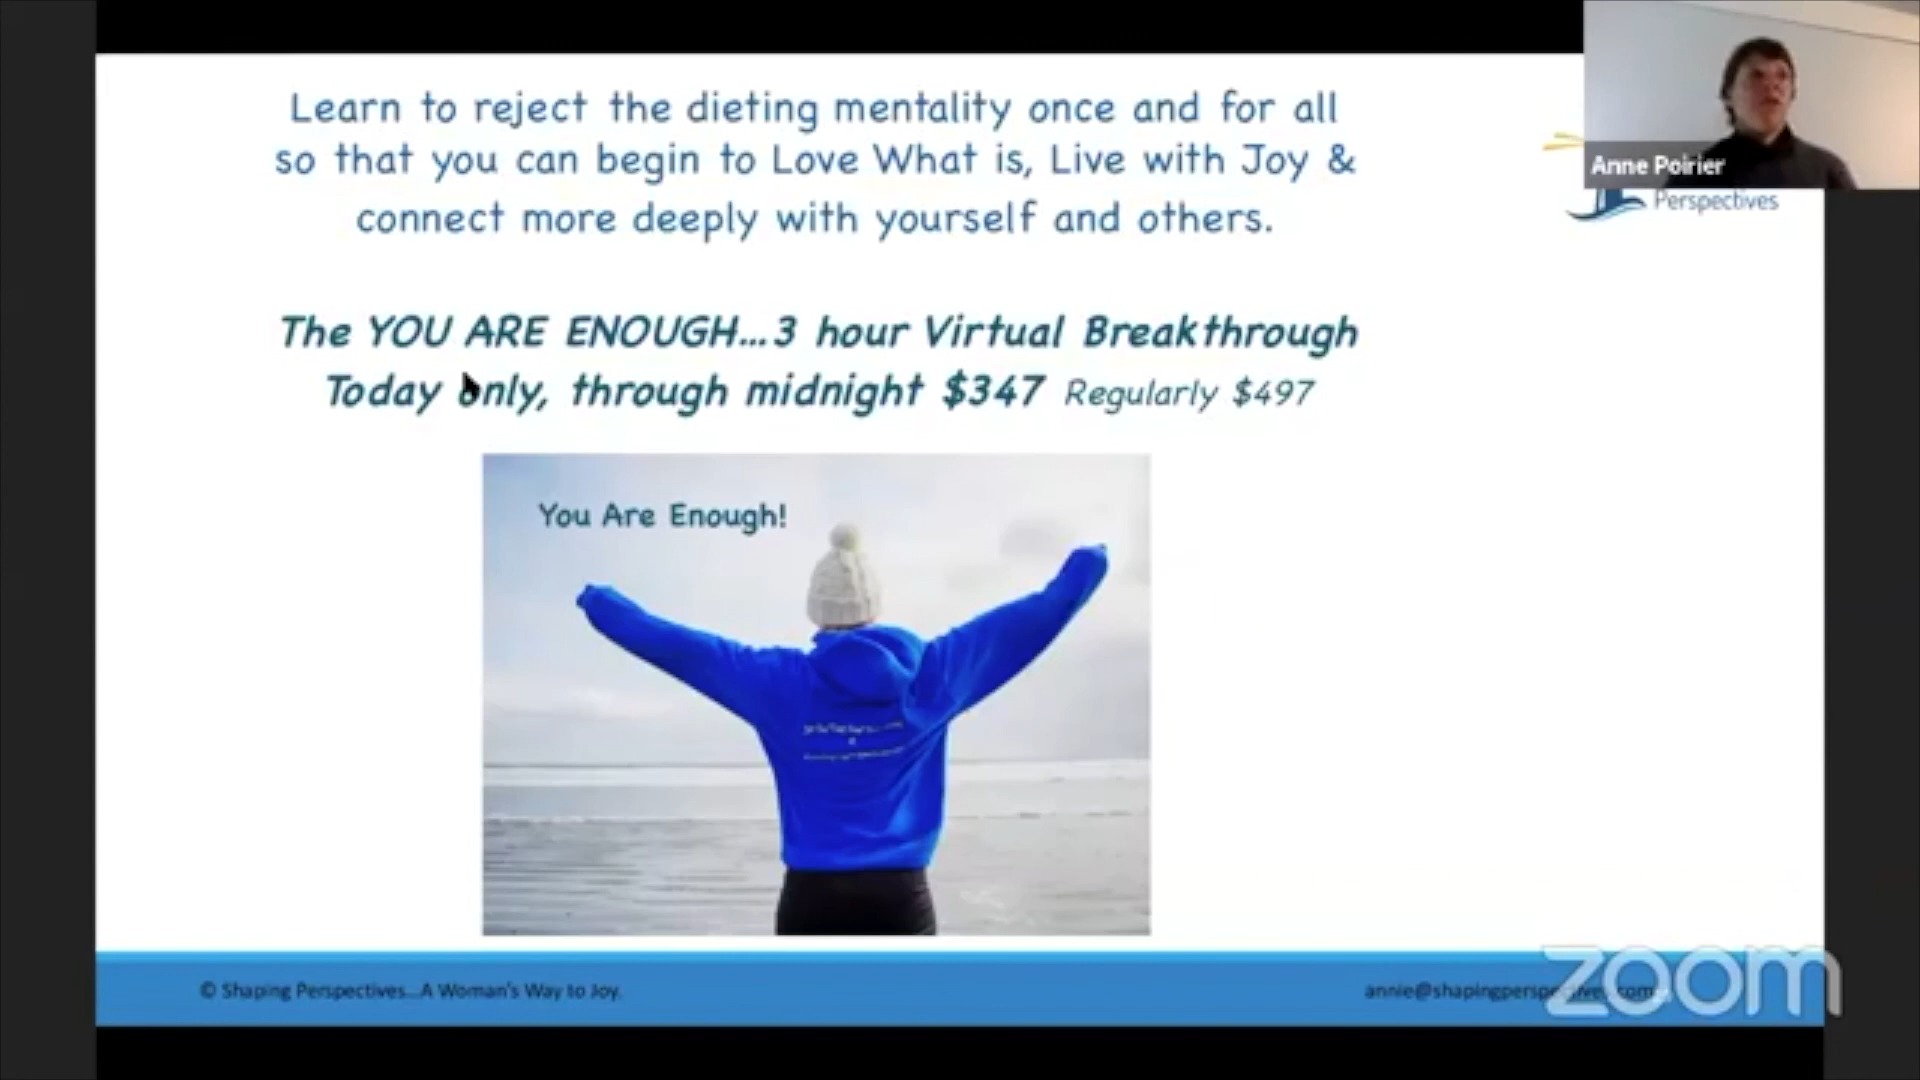 Learn to reject the dieting mentality once and for all
so that you can begin to Love What is, Live with Joy &
connect more deeply with yourself and others.
Anne Poirier
Perspectives
The YOU ARE ENOUGH...3 hour Virtual Breakthrough
Today only, through midnight $347 Regularly $497
You Are Enough!
© Shaping Perspectives...A Woman's Way to Joy.
annie@shapingperspectives.com
zoom